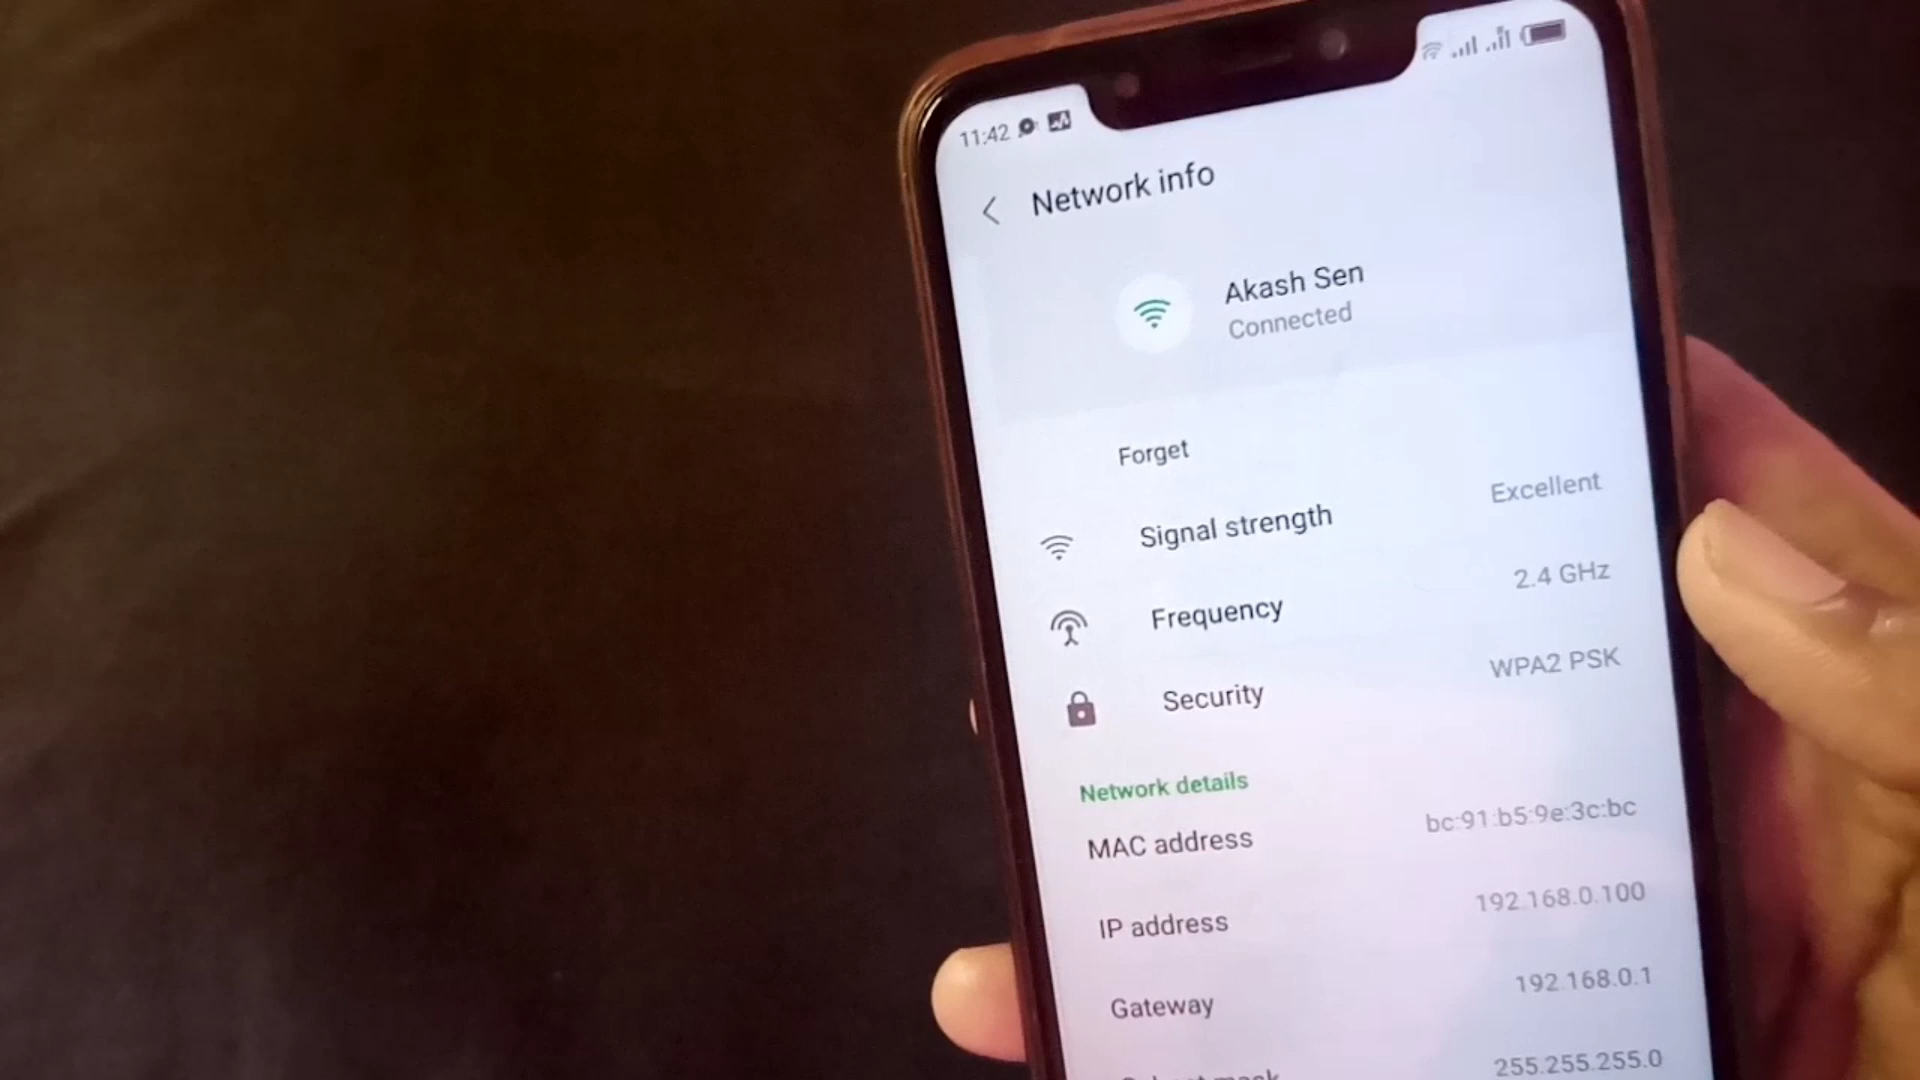 11:42
Network info
Akash Sen
Connected
Forget
Signal strength Excellent
Frequency 2.4 GHz
Security WPA2 PSK
Network details
MAC address bc:91:b5:9e:3c:bc
IP address 192.168.0.100
Gateway 192.168.0.1
Subnet mask 255.255.255.0